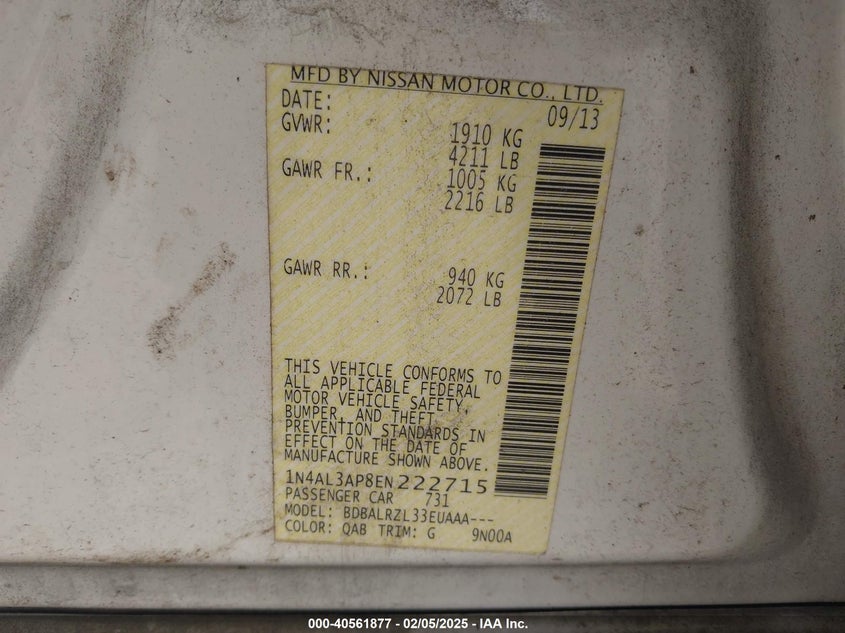 MFD BY NISSAN MOTOR CO., LTD.
DATE: 09/13
GVWR: 1910 KG
4211 LB
GAWR FR.: 1005 KG
2216 LB
GAWR RR.: 940 KG
2072 LB
THIS VEHICLE CONFORMS TO
ALL APPLICABLE FEDERAL
MOTOR VEHICLE SAFETY,
BUMPER, AND THEFT
PREVENTION STANDARDS IN
EFFECT ON THE DATE OF
MANUFACTURE SHOWN ABOVE.
1N4AL3AP8EN222715
PASSENGER CAR 731
MODEL: BDBALRZL33EUAAA---
COLOR: QAB TRIM: G 9N00A
000-40561877 - 02/05/2025 - IAA Inc.